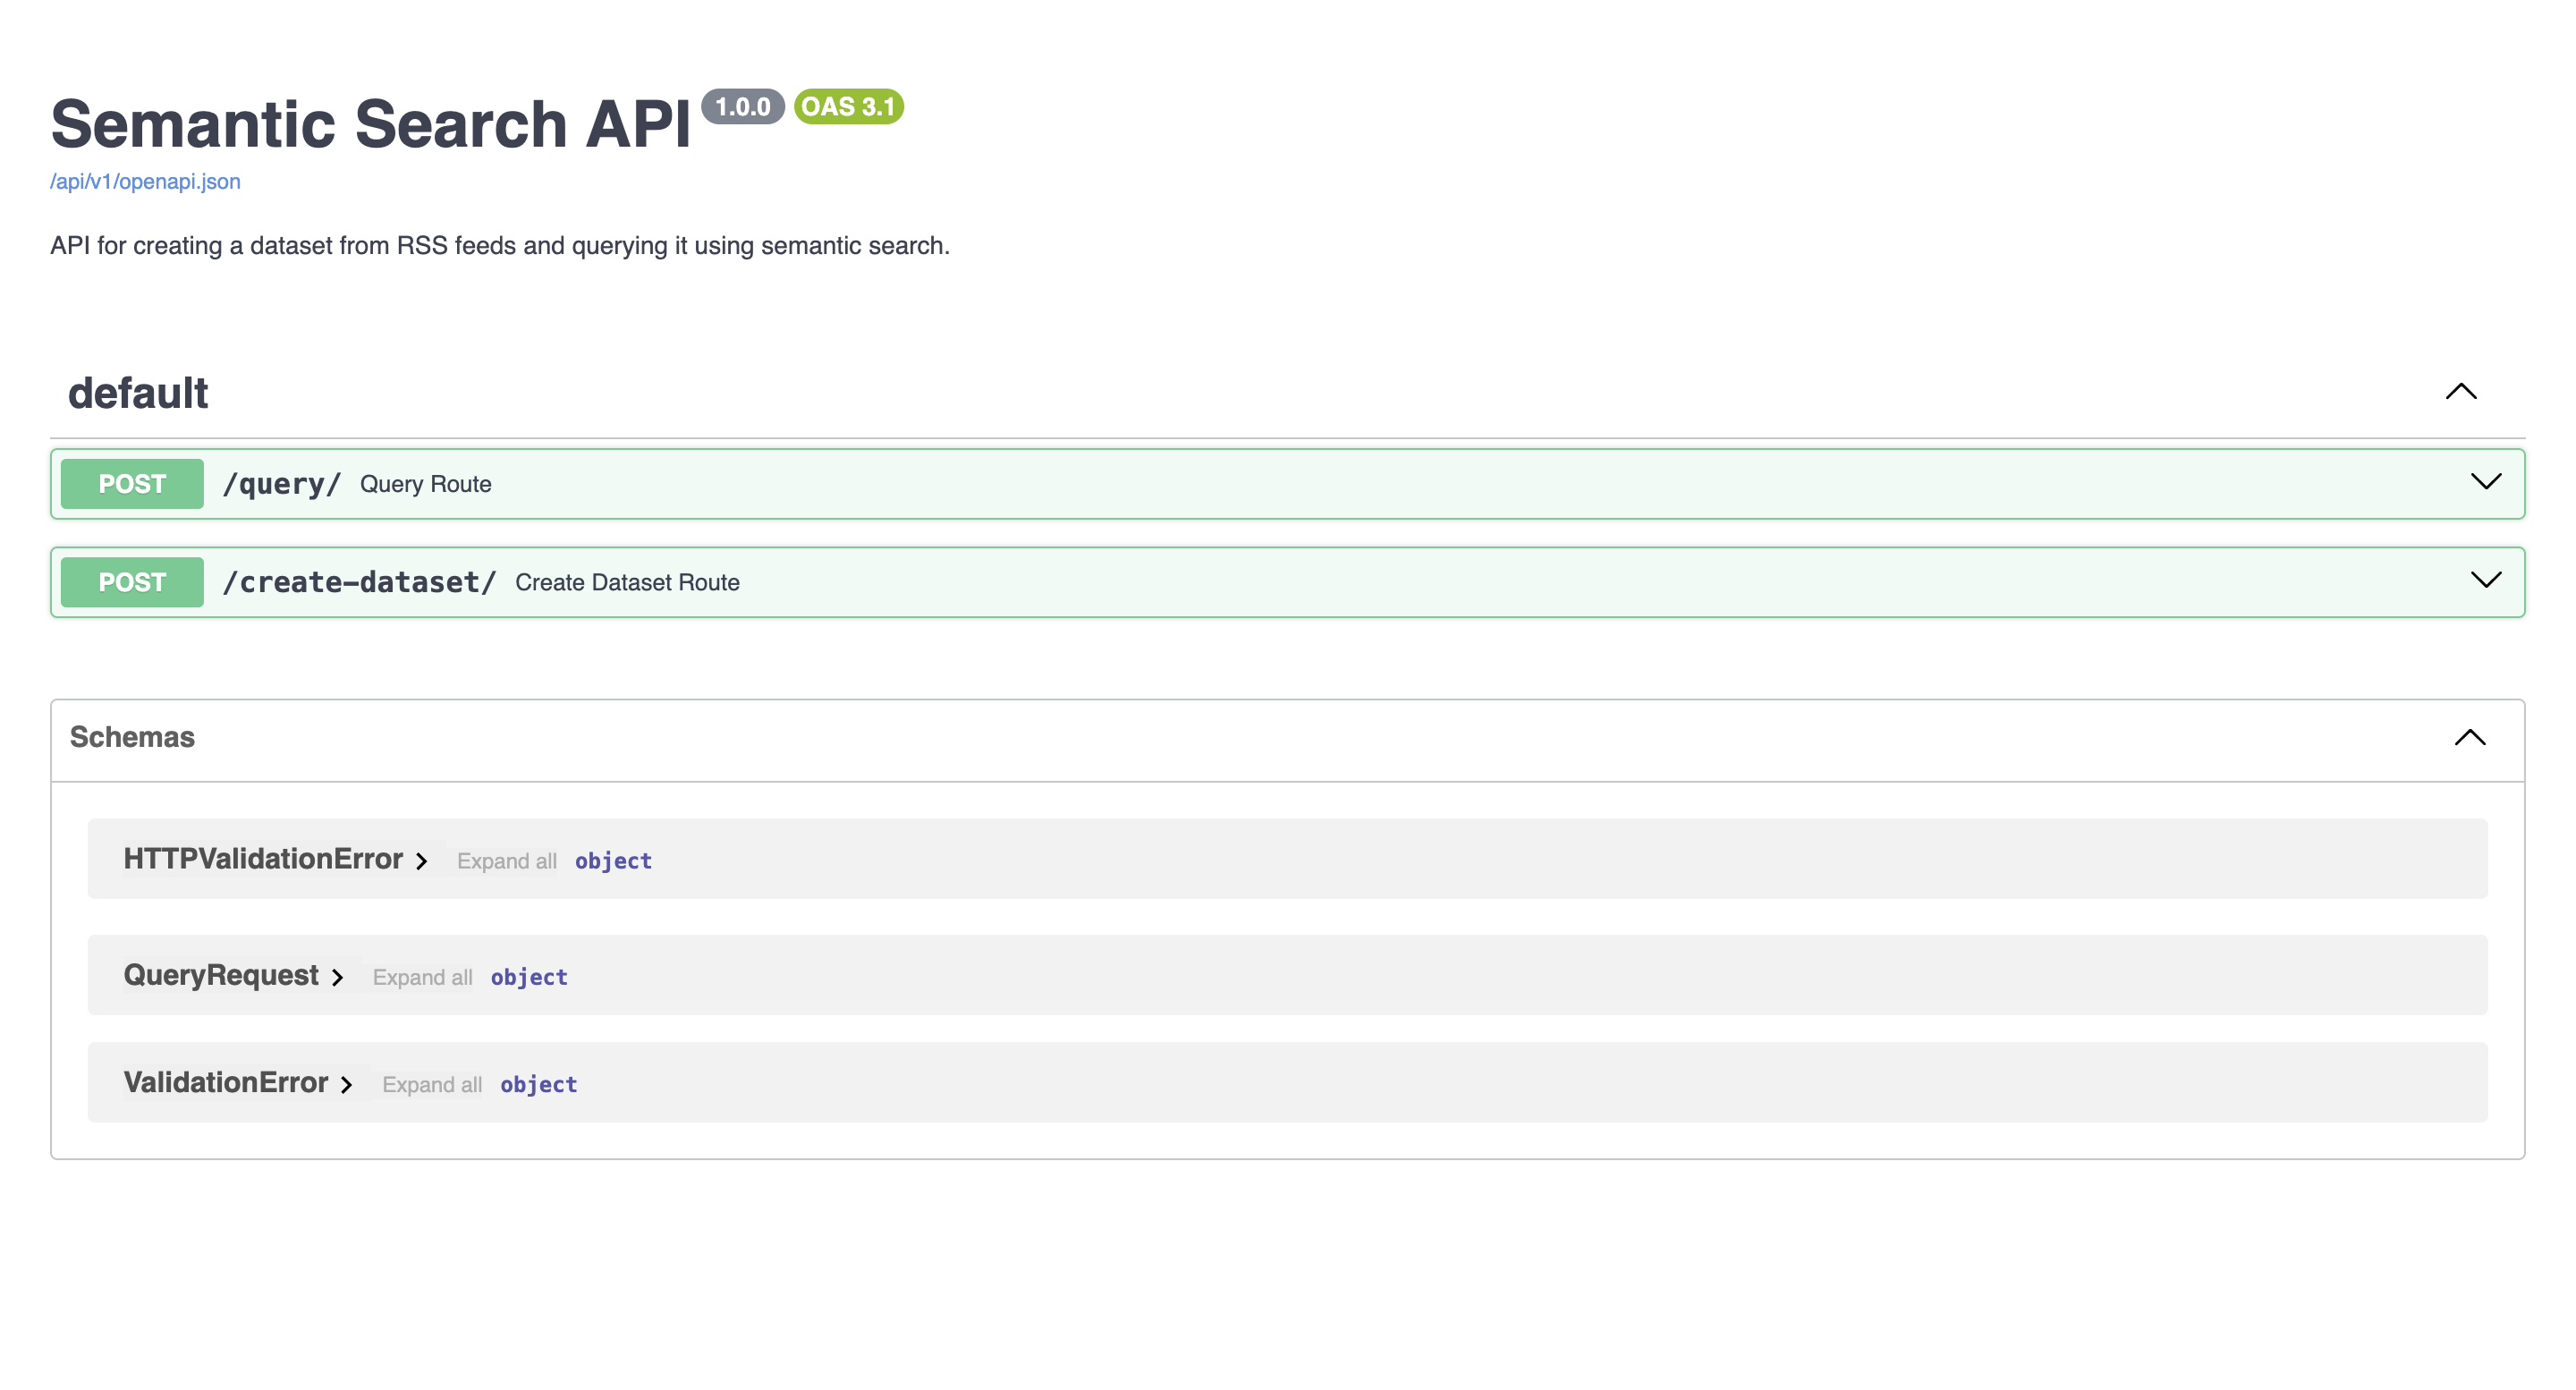 Semantic Search API 1.0.0 OAS 3.1
/api/v1/openapi.json
API for creating a dataset from RSS feeds and querying it using semantic search.
default
POST /query/ Query Route
POST /create-dataset/ Create Dataset Route
Schemas
HTTPValidationError Expand all object
QueryRequest Expand all object
ValidationError Expand all object